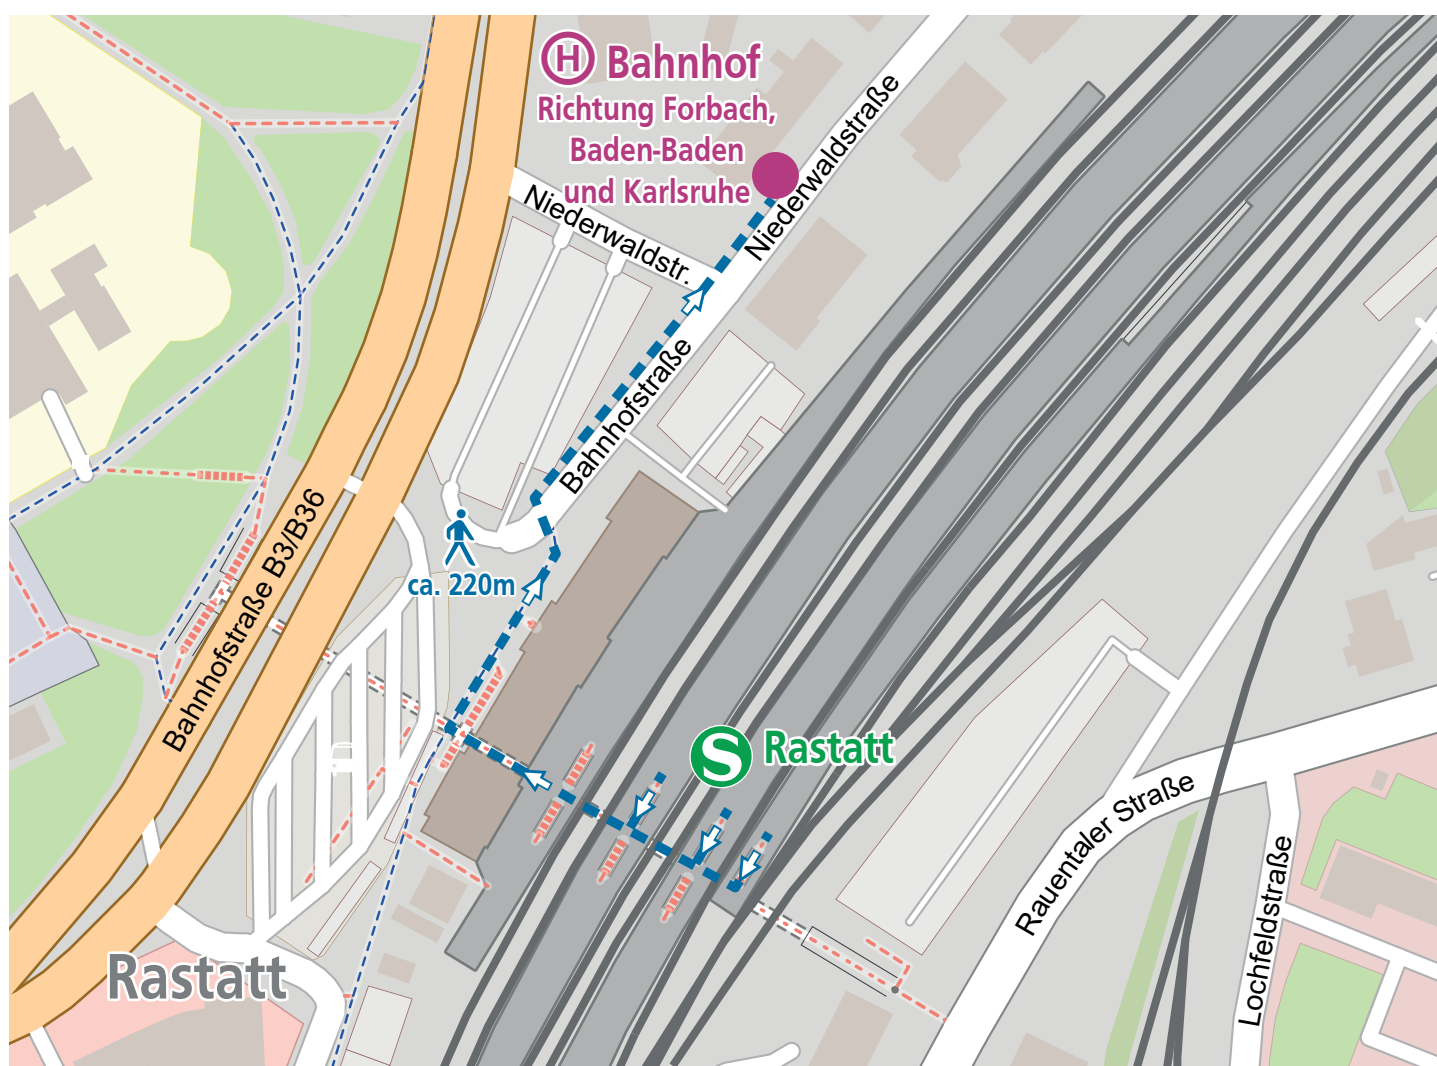 H Bahnhof
Richtung Forbach,
Baden-Baden
und Karlsruhe
Niederwaldstraße
Niederwaldstr.
Bahnhofstraße
Bahnhofstraße B3/B36
ca. 220m
S Rastatt
Rauentaler Straße
Lochfeldstraße
Rastatt